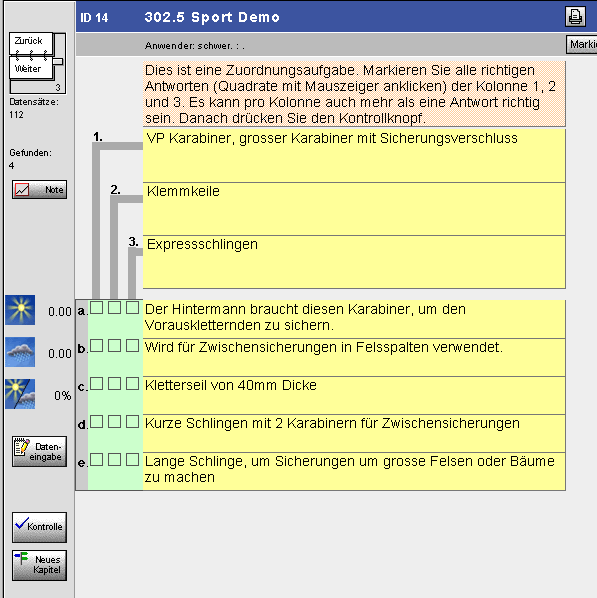 ID 14 302.5 Sport Demo
Zurück
Weiter
3
Anwender: schwer. : .
Markie
Datensätze:
112
Gefunden:
4
Note
Dies ist eine Zuordnungsaufgabe. Markieren Sie alle richtigen
Antworten (Quadrate mit Mauszeiger anklicken) der Kolonne 1, 2
und 3. Es kann pro Kolonne auch mehr als eine Antwort richtig
sein. Danach drücken Sie den Kontrollknopf.
1. VP Karabiner, grosser Karabiner mit Sicherungsverschluss
2. Klemmkeile
3. Expressschlingen
0.00
0.00
0%
a. Der Hintermann braucht diesen Karabiner, um den
Vorauskletternden zu sichern.
b. Wird für Zwischensicherungen in Felsspalten verwendet.
c. Kletterseil von 40mm Dicke
d. Kurze Schlingen mit 2 Karabinern für Zwischensicherungen
e. Lange Schlinge, um Sicherungen um grosse Felsen oder Bäume
zu machen
Daten-
eingabe
Kontrolle
Neues
Kapitel